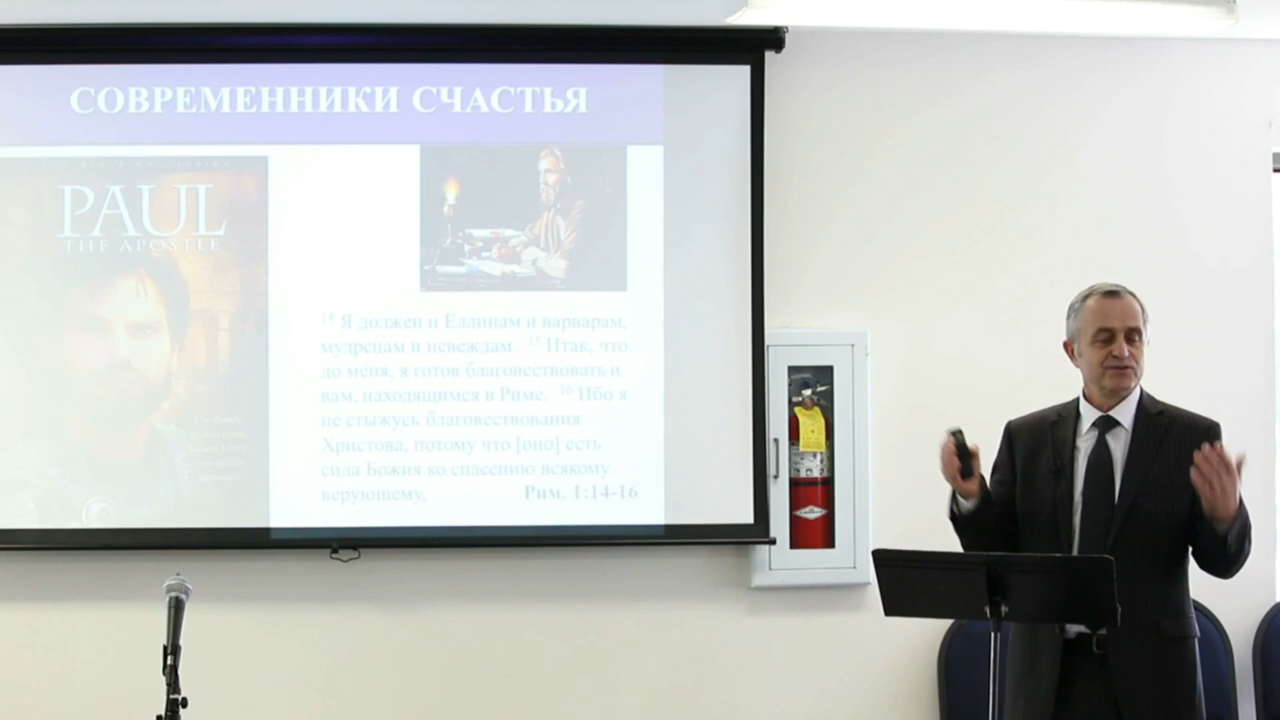 СОВРЕМЕННИКИ СЧАСТЬЯ
PAUL
THE APOSTLE
14 Я должен и Еллинам и варварам,
мудрецам и невеждам. 15 Итак, что
до меня, я готов благовествовать и
вам, находящимся в Риме. 16 Ибо я
не стыжусь благовествования
Христова, потому что [оно] есть
сила Божия ко спасению всякому
верующему, Рим. 1:14-16